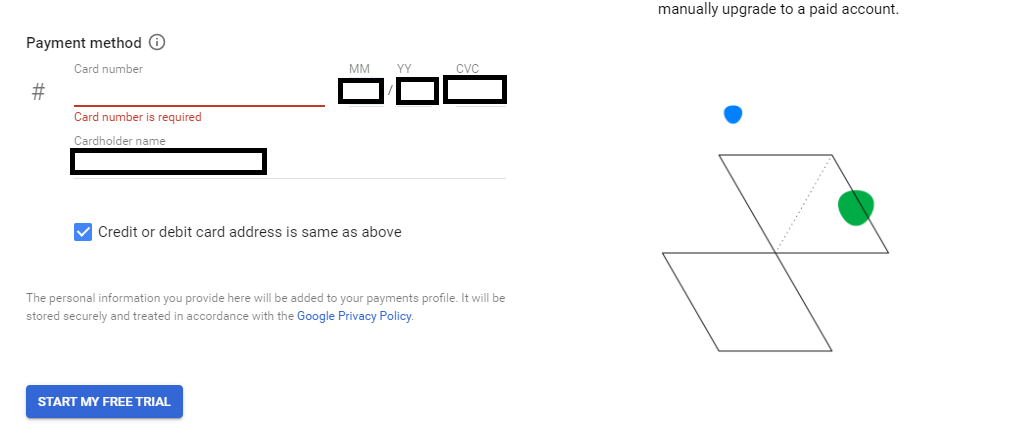 manually upgrade to a paid account.
Payment method
Card number
MM
YY
CVC
#
/
Card number is required
Cardholder name
Credit or debit card address is same as above
The personal information you provide here will be added to your payments profile. It will be
stored securely and treated in accordance with the Google Privacy Policy.
START MY FREE TRIAL